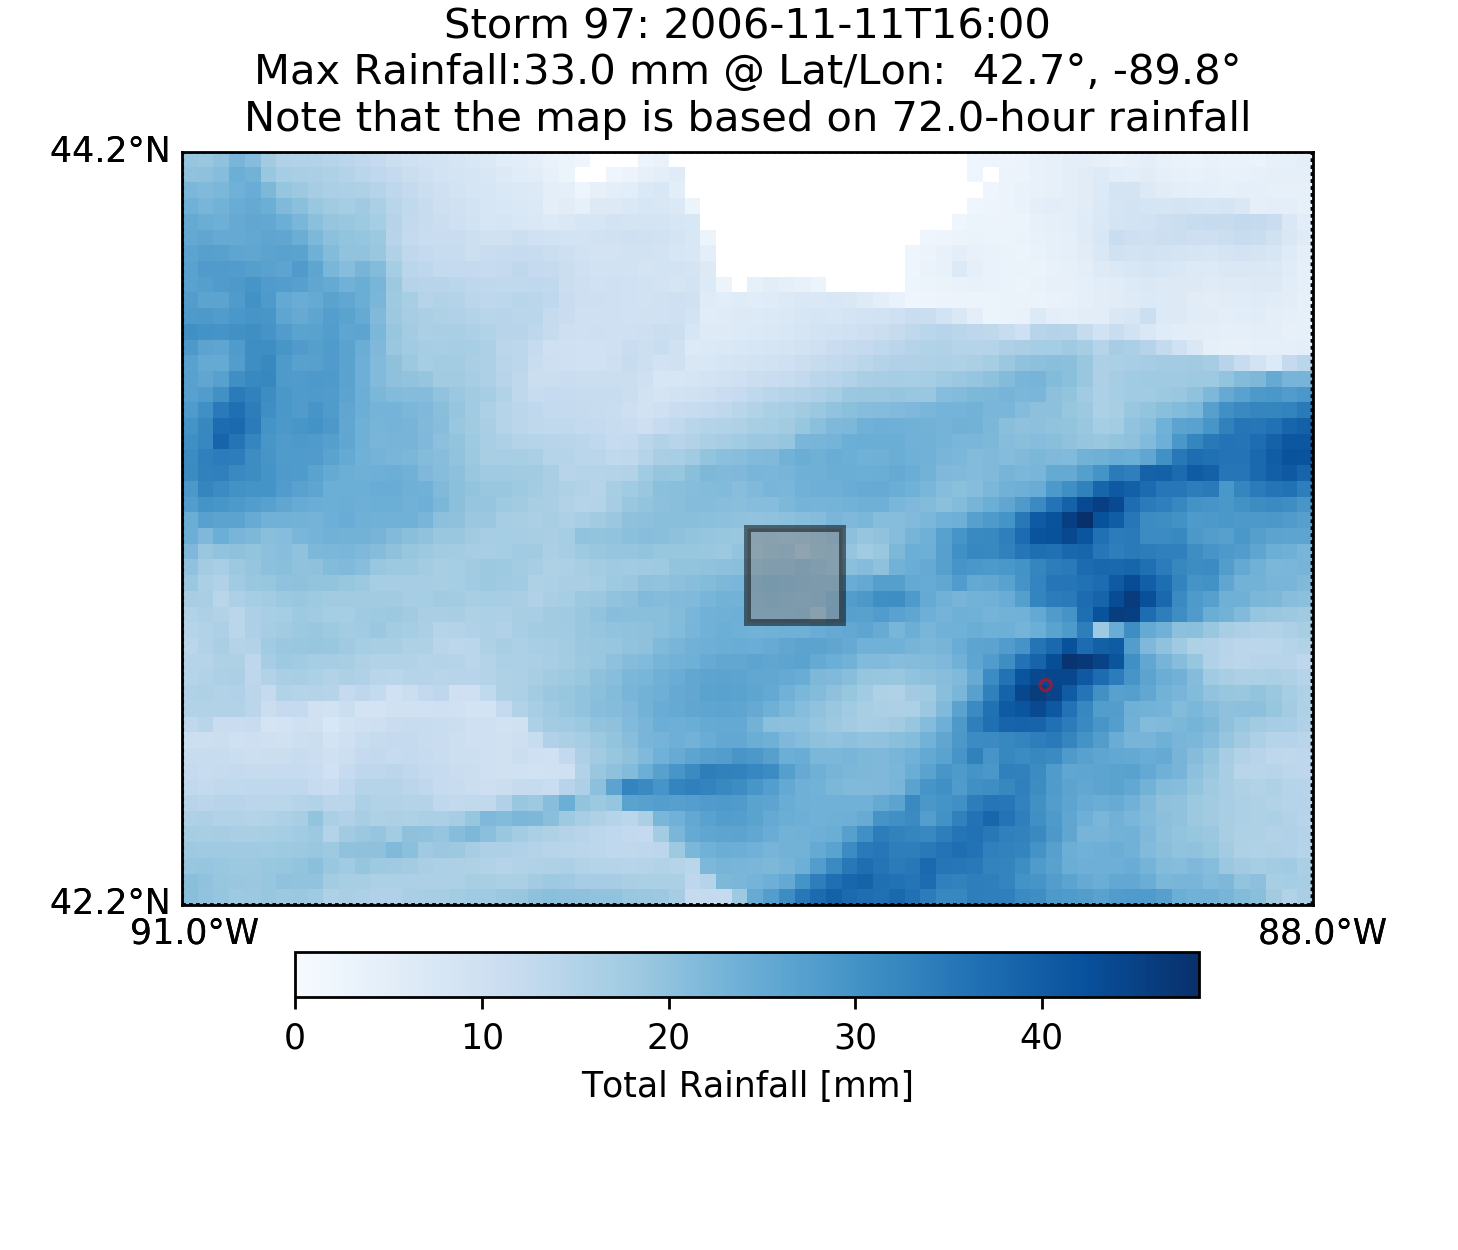 Storm 97: 2006-11-11T16:00
Max Rainfall:33.0 mm @ Lat/Lon:  42.7°, -89.8°
Note that the map is based on 72.0-hour rainfall
44.2°N
42.2°N
91.0°W 88.0°W
0 10 20 30 40
Total Rainfall [mm]